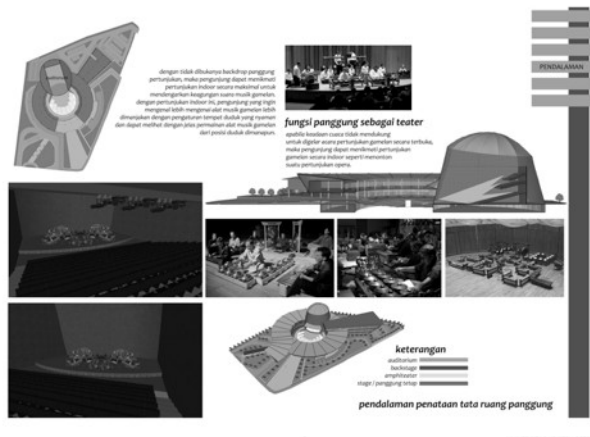 PENDALAMAN
dengan tidak dibukanya backdrop panggung
pertunjukan, maka pengunjung dapat menikmati
pertunjukan indoor secara maksimal untuk
mendengarkan keagungan suara musik gamelan.
dengan pertunjukan indoor ini, pengunjung yang ingin
mengenal lebih mengenai alat musik gamelan lebih
dimanjakan dengan pengaturan tempat duduk yang nyaman
dan dapat melihat dengan jelas permainan alat musik gamelan
dari posisi duduk dimanapun.
fungsi panggung sebagai teater
apabila keadaan cuaca tidak mendukung
untuk digelar acara pertunjukan gamelan secara terbuka,
maka pengunjung dapat menikmati pertunjukan
gamelan secara indoor seperti menonton
suatu pertunjukan opera.
keterangan
auditorium
backstage
amphiteater
stage / panggung tetap
pendalaman penataan tata ruang panggung